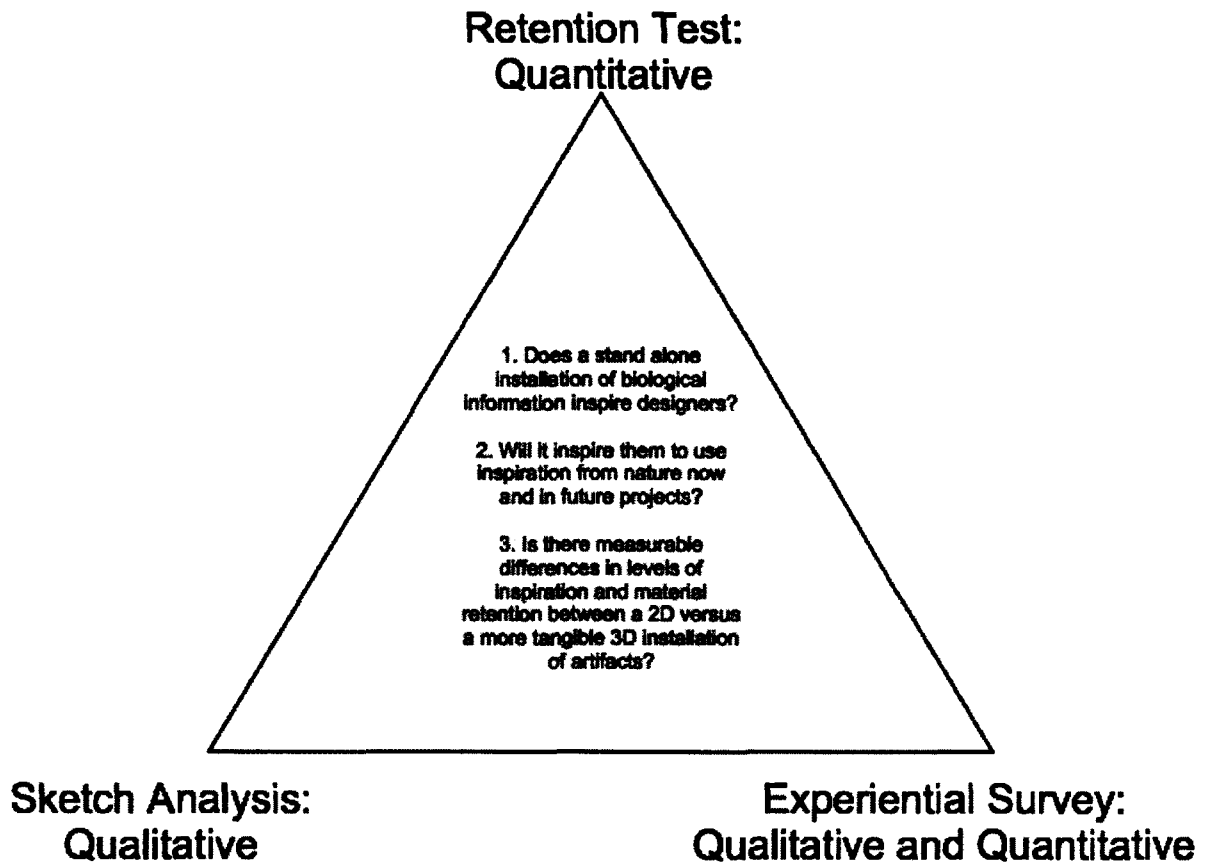 Retention Test:
Quantitative
1. Does a stand alone
installation of biological
information inspire designers?
2. Will it inspire them to use
inspiration from nature now
and in future projects?
3. Is there measurable
differences in levels of
inspiration and material
retention between a 2D versus
a more tangible 3D installation
of artifacts?
Sketch Analysis:
Qualitative
Experiential Survey:
Qualitative and Quantitative